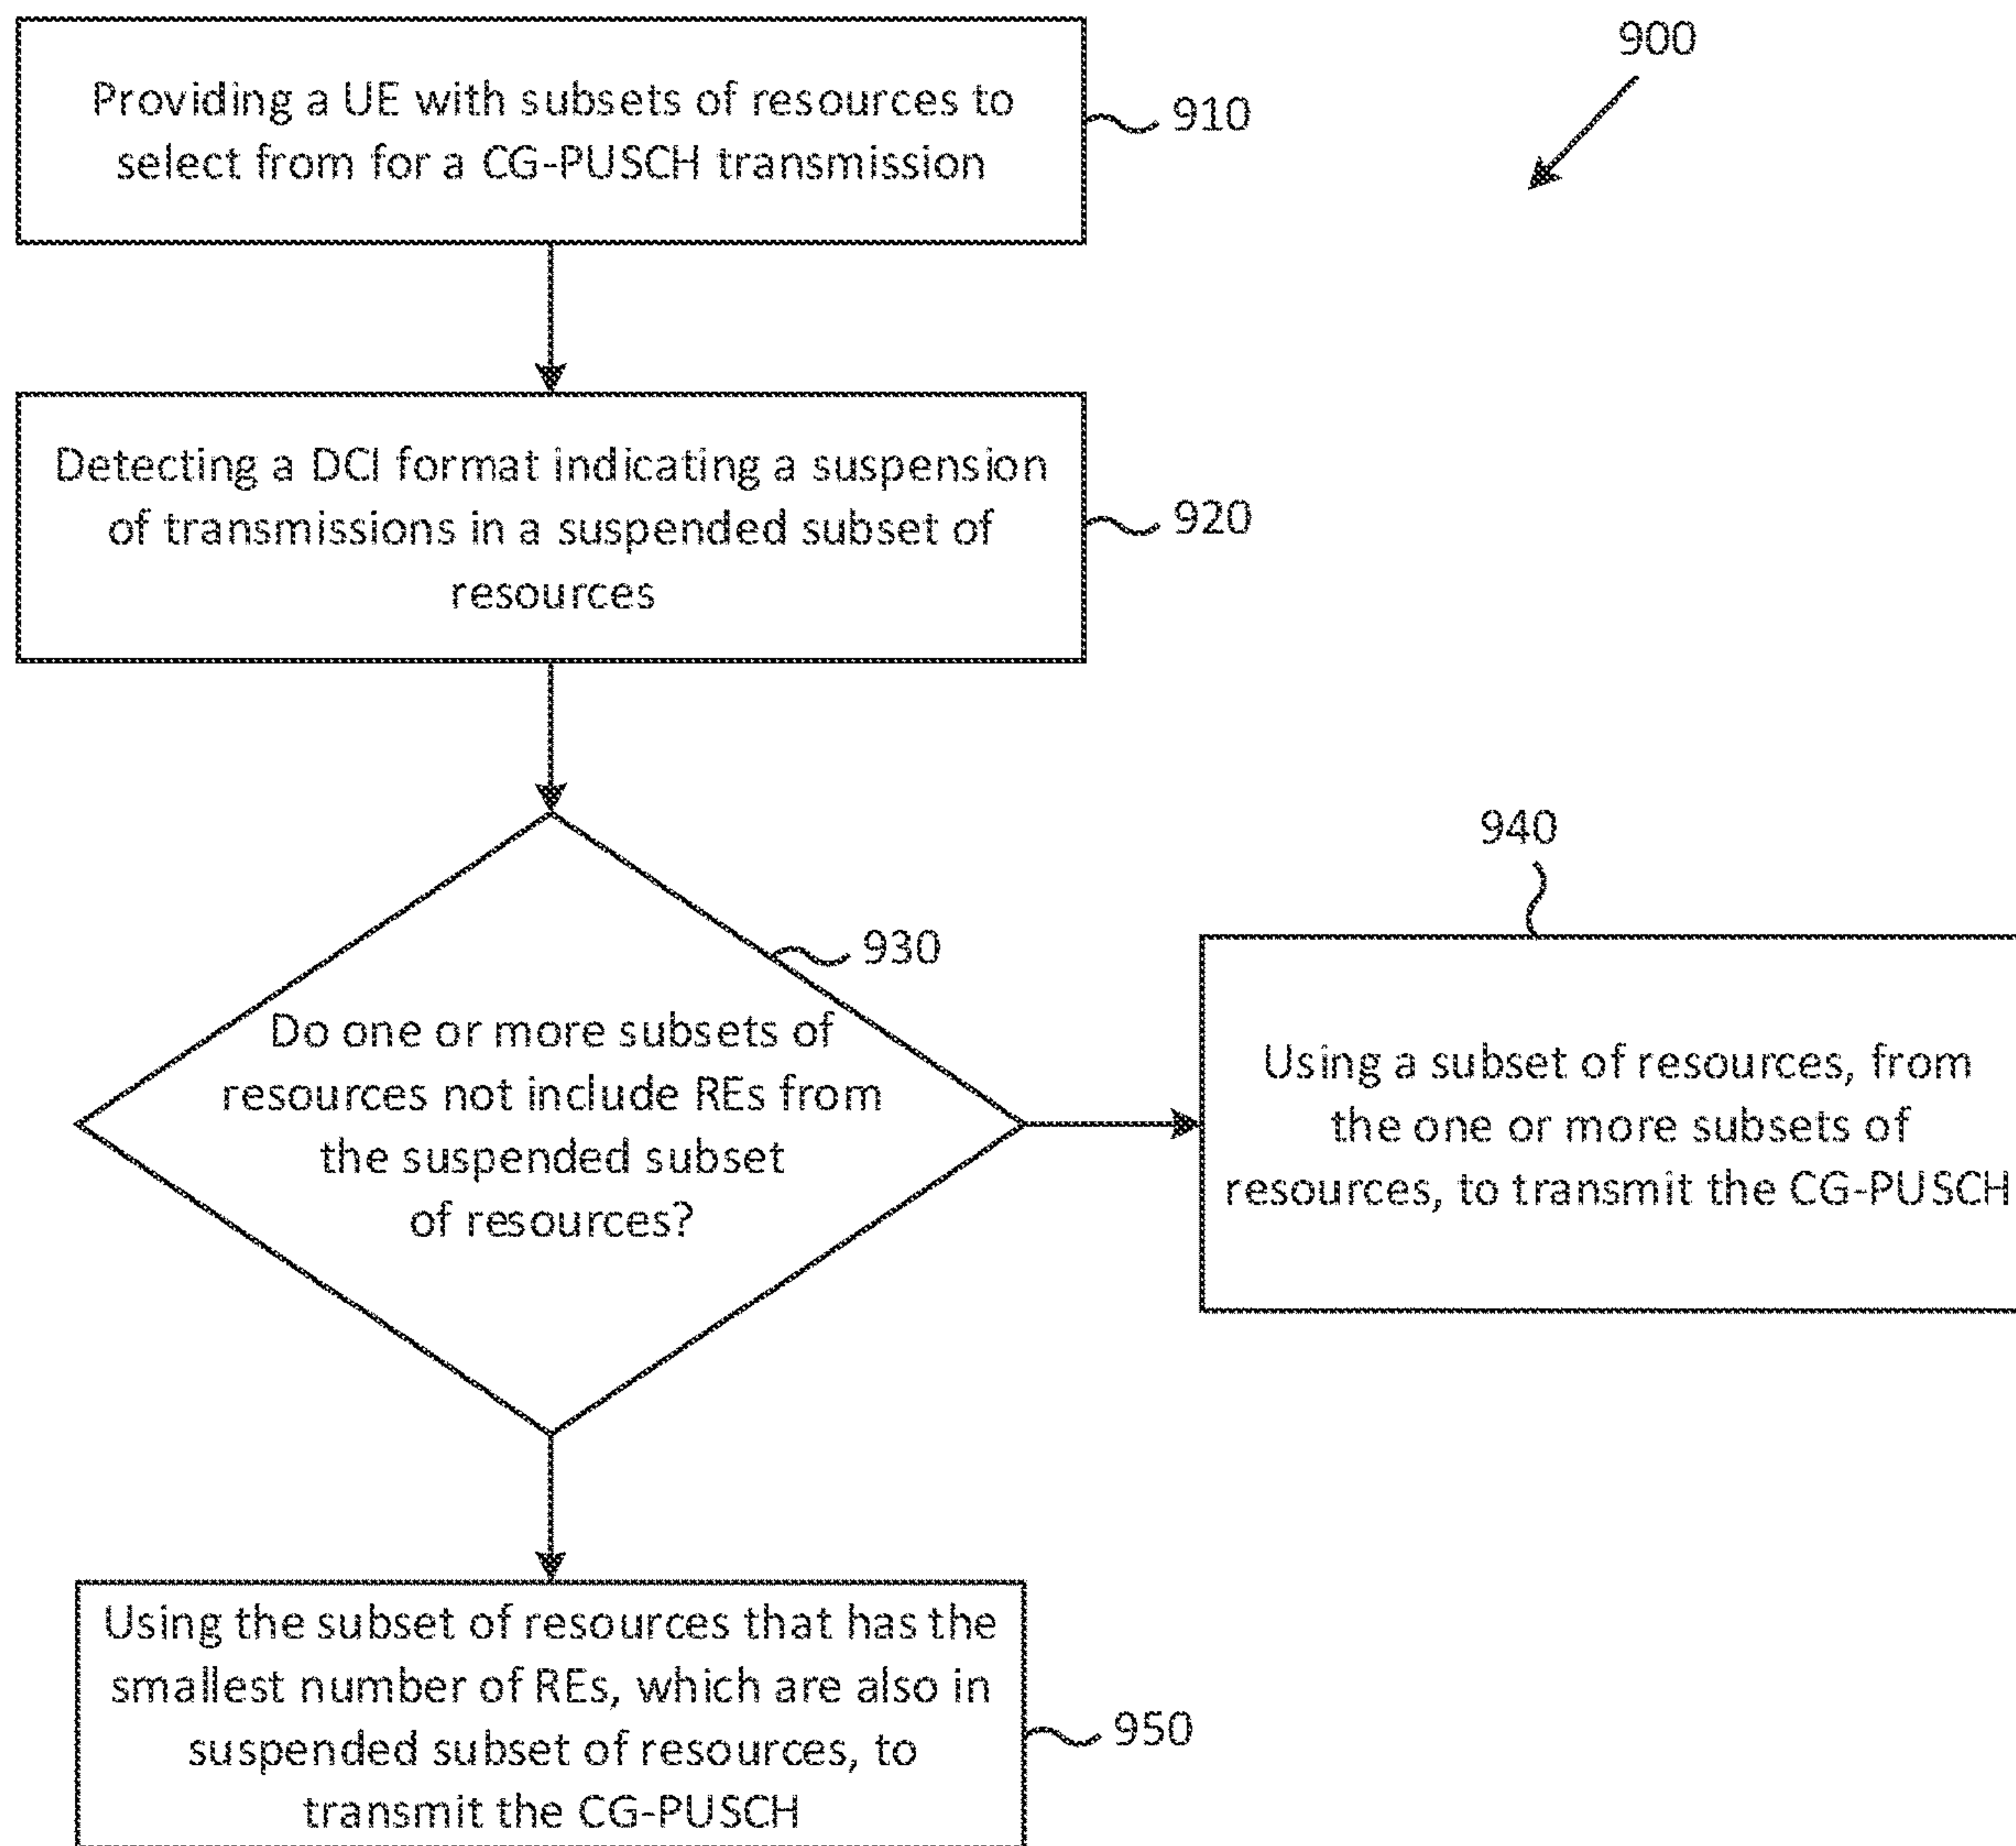 900
Providing a UE with subsets of resources to
select from for a CG-PUSCH transmission
910
Detecting a DCI format indicating a suspension
of transmissions in a suspended subset of
resources
920
930
Do one or more subsets of
resources not include REs from
the suspended subset
of resources?
940
Using a subset of resources, from
the one or more subsets of
resources, to transmit the CG-PUSCH
Using the subset of resources that has the
smallest number of REs, which are also in
suspended subset of resources, to
transmit the CG-PUSCH
950